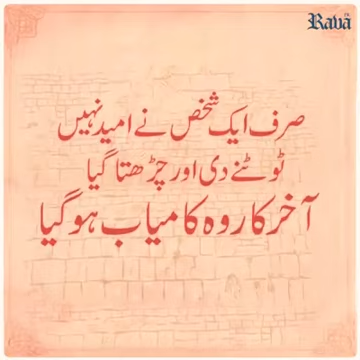 Rava
صرف ایک شخص نے امید نہیں
ٹوٹنے دی اور چڑھتا گیا
آخر کار وہ کامیاب ہو گیا